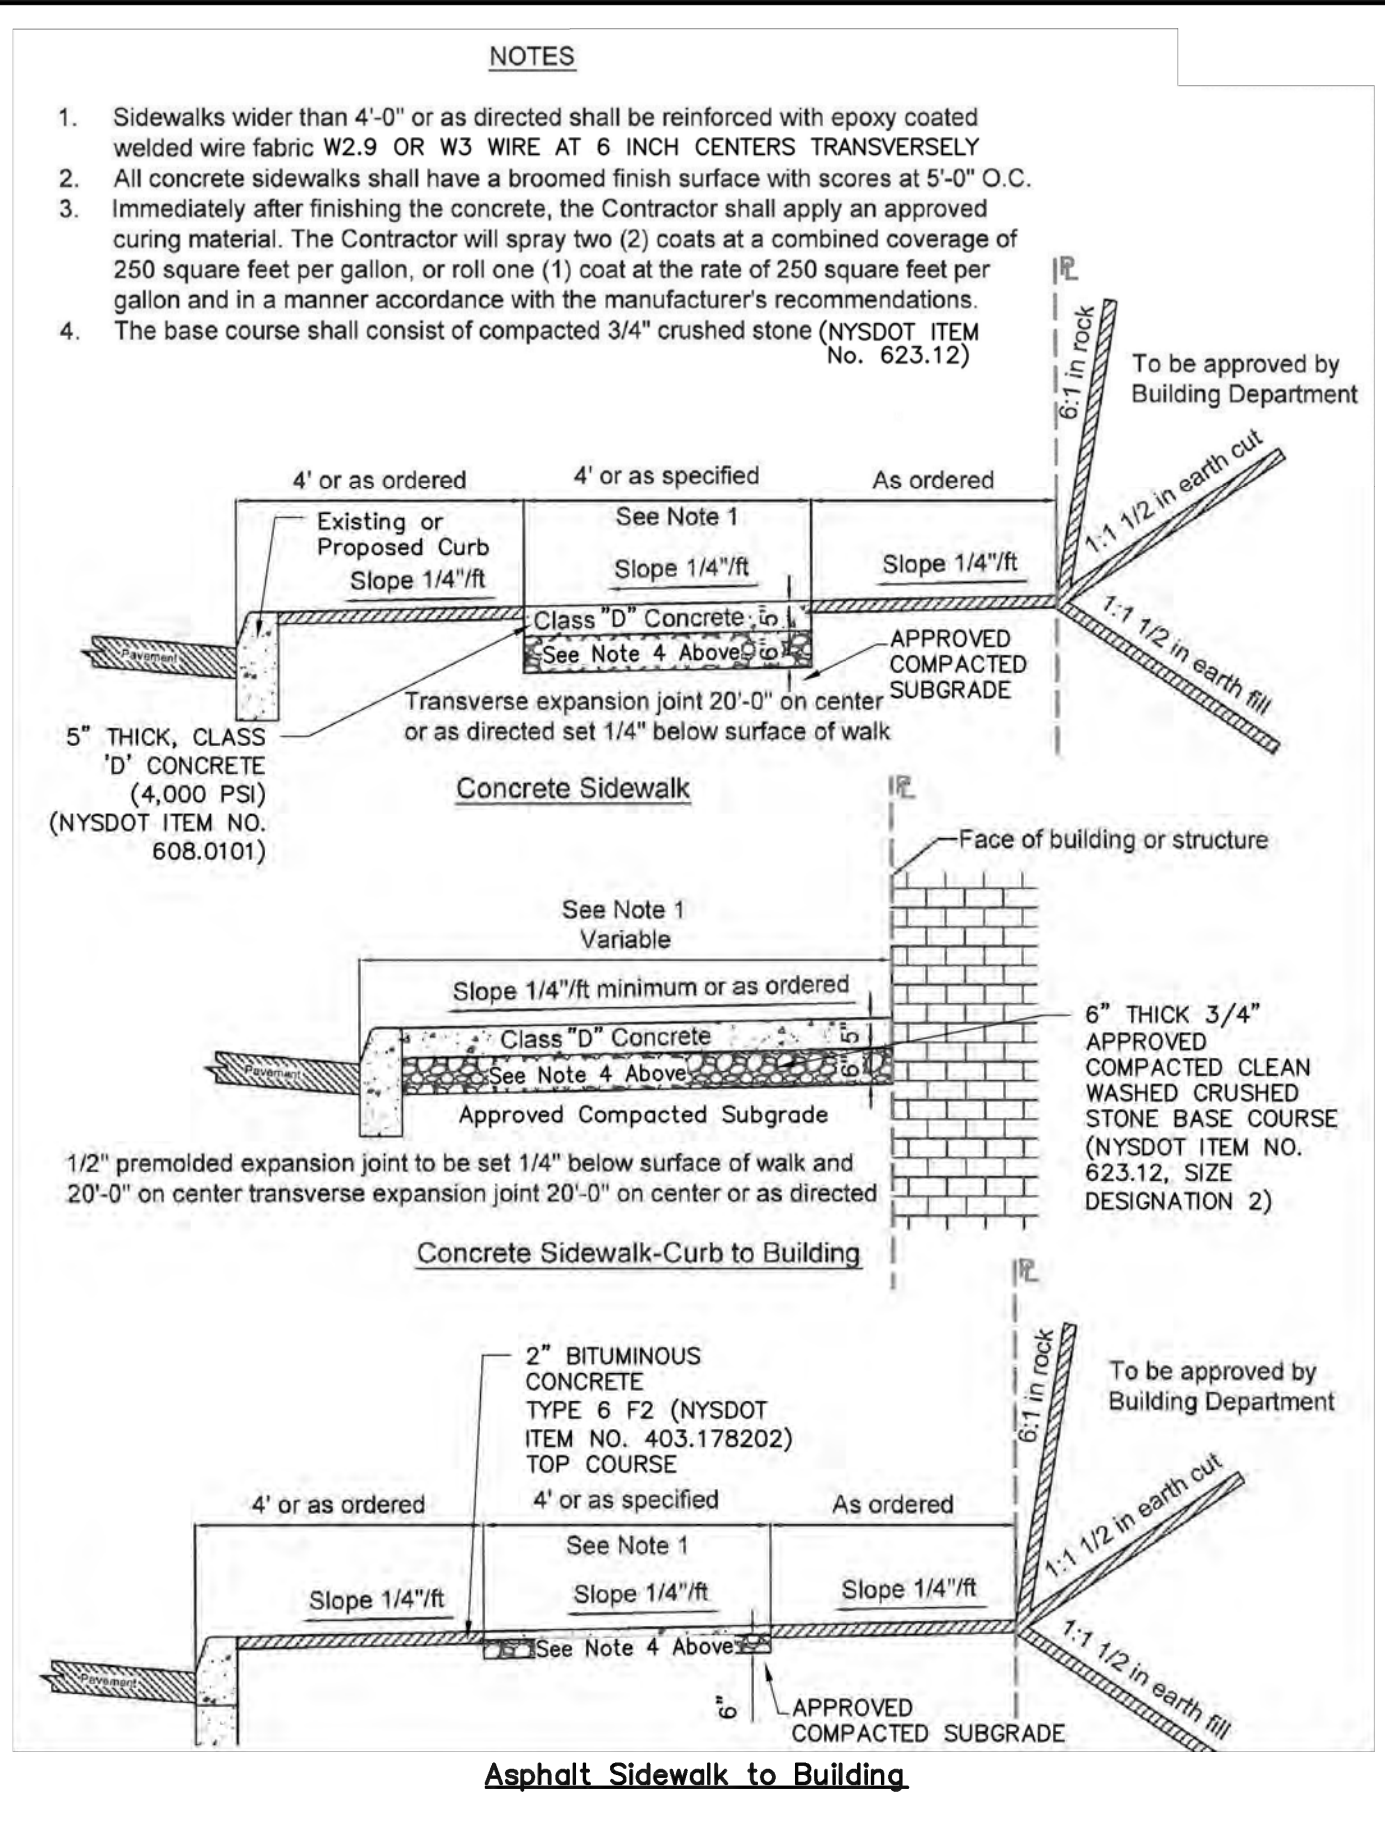 NOTES
1. Sidewalks wider than 4'-0" or as directed shall be reinforced with epoxy coated
welded wire fabric W2.9 OR W3 WIRE AT 6 INCH CENTERS TRANSVERSELY
2. All concrete sidewalks shall have a broomed finish surface with scores at 5'-0" O.C.
3. Immediately after finishing the concrete, the Contractor shall apply an approved
curing material. The Contractor will spray two (2) coats at a combined coverage of
250 square feet per gallon, or roll one (1) coat at the rate of 250 square feet per
gallon and in a manner accordance with the manufacturer's recommendations.
4. The base course shall consist of compacted 3/4" crushed stone (NYSDOT ITEM
No. 623.12)
PL
6:1 in rock
To be approved by
Building Department
1:1 1/2 in earth cut
1:1 1/2 in earth fill
4' or as ordered
4' or as specified
As ordered
Existing or
Proposed Curb
See Note 1
Slope 1/4"/ft
Slope 1/4"/ft
Slope 1/4"/ft
Class "D" Concrete
5"
See Note 4 Above
6"
Pavement
APPROVED
COMPACTED
SUBGRADE
Transverse expansion joint 20'-0" on center
or as directed set 1/4" below surface of walk
5" THICK, CLASS
'D' CONCRETE
(4,000 PSI)
(NYSDOT ITEM NO.
608.0101)
Concrete Sidewalk
PL
Face of building or structure
See Note 1
Variable
Slope 1/4"/ft minimum or as ordered
Class "D" Concrete
5"
See Note 4 Above
6"
Pavement
Approved Compacted Subgrade
6" THICK 3/4"
APPROVED
COMPACTED CLEAN
WASHED CRUSHED
STONE BASE COURSE
(NYSDOT ITEM NO.
623.12, SIZE
DESIGNATION 2)
1/2" premolded expansion joint to be set 1/4" below surface of walk and
20'-0" on center transverse expansion joint 20'-0" on center or as directed
Concrete Sidewalk-Curb to Building
PL
6:1 in rock
To be approved by
Building Department
1:1 1/2 in earth cut
1:1 1/2 in earth fill
2" BITUMINOUS
CONCRETE
TYPE 6 F2 (NYSDOT
ITEM NO. 403.178202)
TOP COURSE
4' or as ordered
4' or as specified
As ordered
See Note 1
Slope 1/4"/ft
Slope 1/4"/ft
Slope 1/4"/ft
See Note 4 Above
Pavement
6"
APPROVED
COMPACTED SUBGRADE
Asphalt Sidewalk to Building